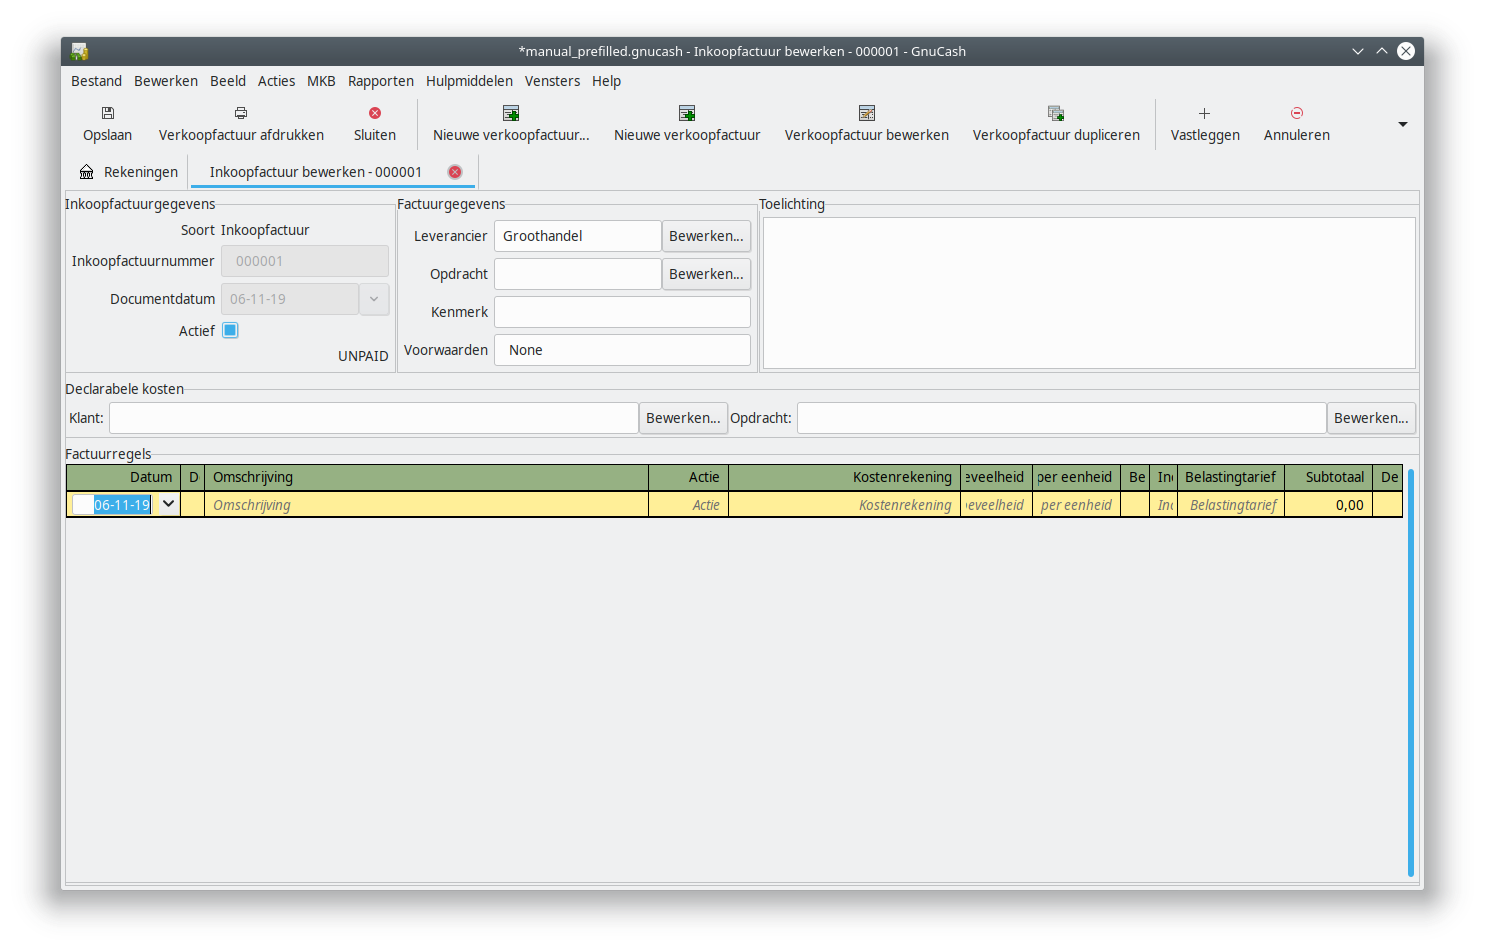 *manual_prefilled.gnucash - Inkoopfactuur bewerken - 000001 - GnuCash
Bestand Bewerken Beeld Acties MKB Rapporten Hulpmiddelen Vensters Help
Opslaan Verkoopfactuur afdrukken Sluiten Nieuwe verkoopfactuur... Nieuwe verkoopfactuur Verkoopfactuur bewerken Verkoopfactuur dupliceren Vastleggen Annuleren
Rekeningen Inkoopfactuur bewerken - 000001
Inkoopfactuurgegevens Factuurgegevens Toelichting
Soort Inkoopfactuur
Leverancier Groothandel Bewerken...
Inkoopfactuurnummer 000001
Opdracht Bewerken...
Documentdatum 06-11-19
Kenmerk
Actief
Voorwaarden None
UNPAID
Declarabele kosten
Klant: Bewerken... Opdracht: Bewerken...
Factuurregels
Datum D Omschrijving Actie Kostenrekening eveelheid per eenheid Be In Belastingtarief Subtotaal De
06-11-19 Omschrijving Actie Kostenrekening eveelheid per eenheid Inc Belastingtarief 0,00